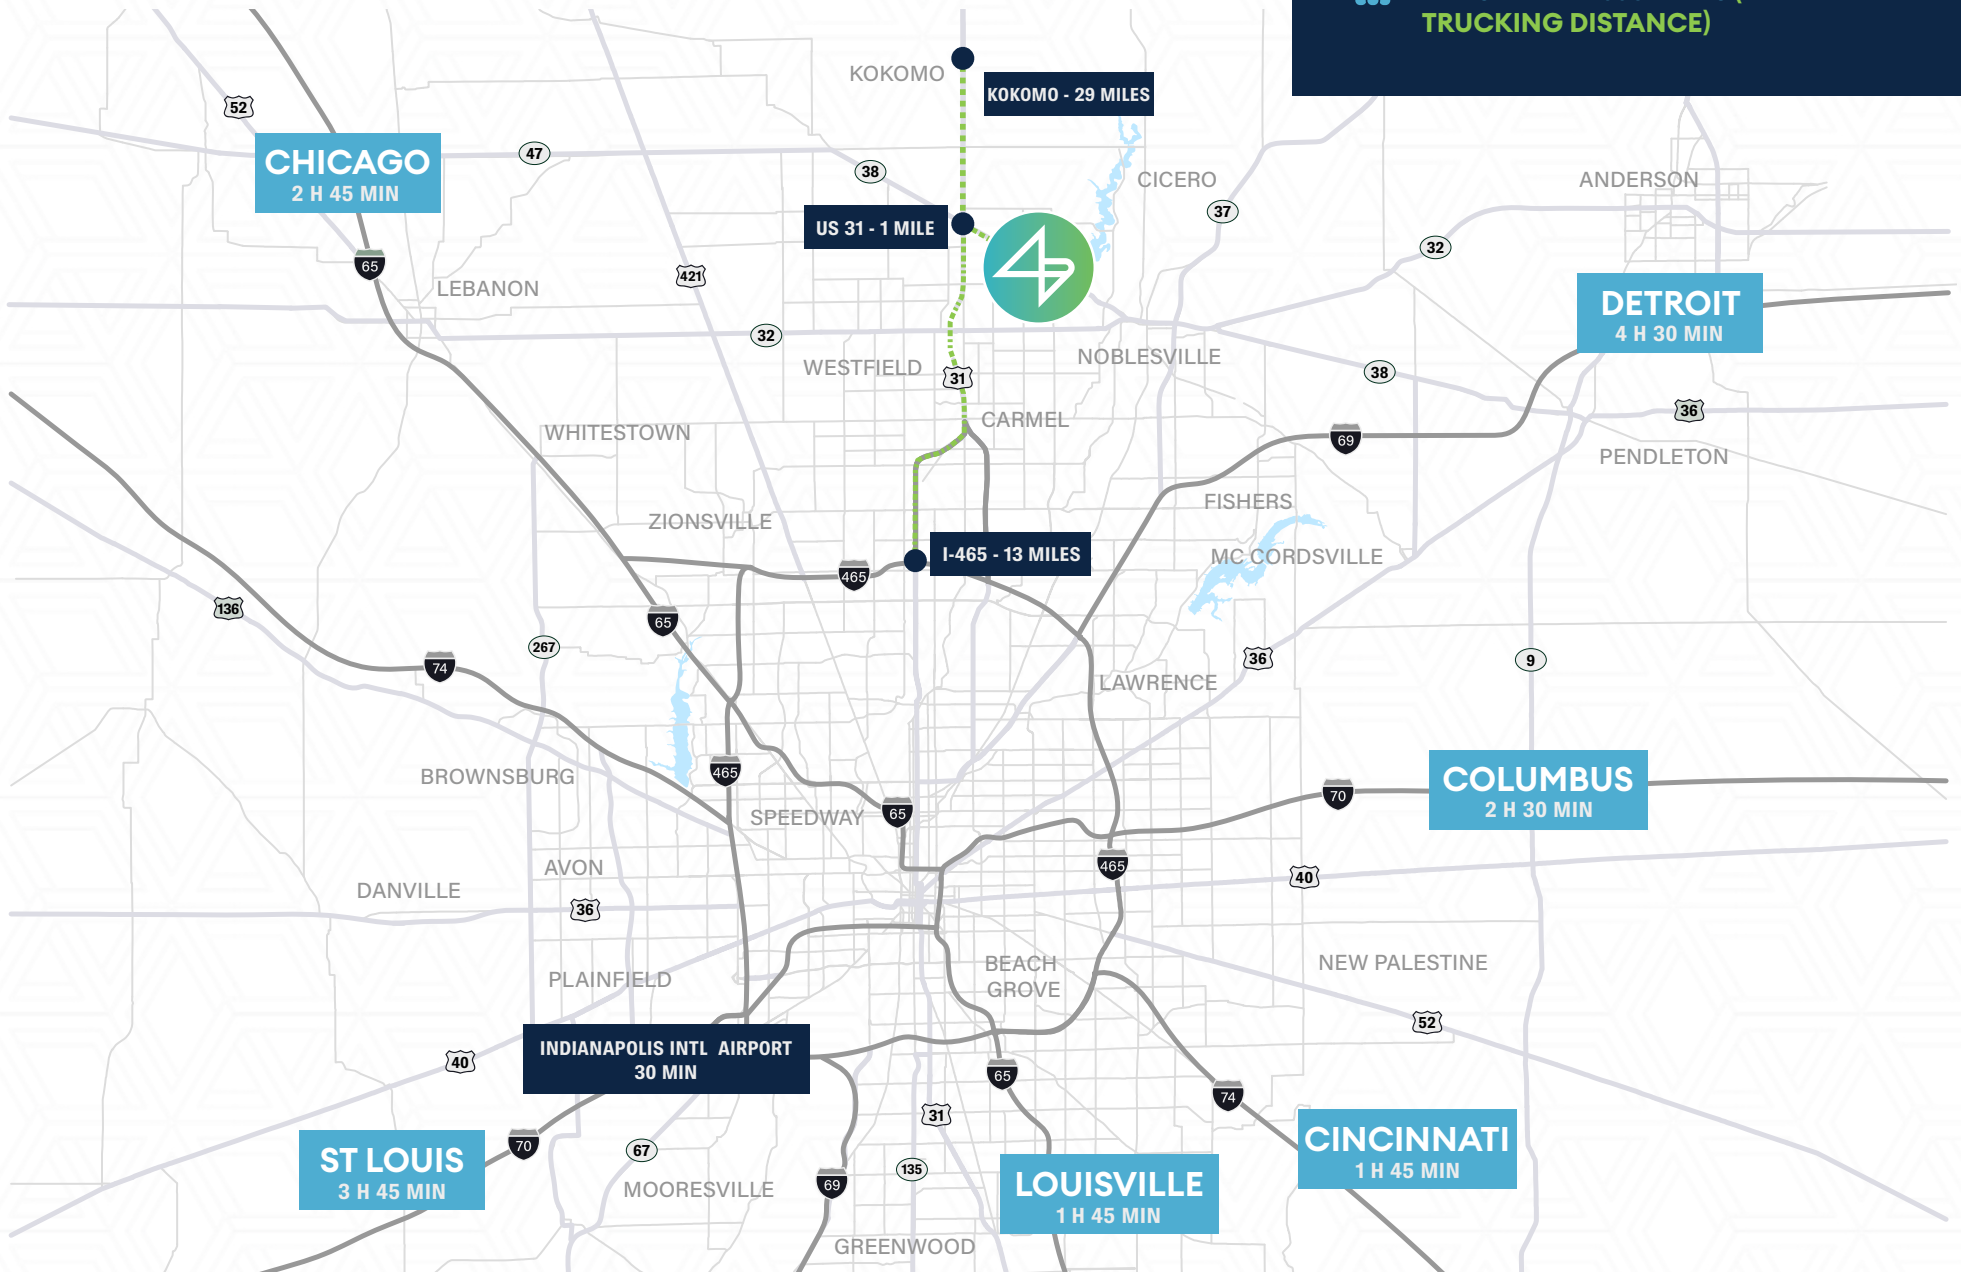 TRUCKING DISTANCE)
KOKOMO
KOKOMO - 29 MILES
52
CHICAGO
2 H 45 MIN
47
38
CICERO
ANDERSON
37
US 31 - 1 MILE
32
65
421
LEBANON
DETROIT
4 H 30 MIN
32
WESTFIELD
NOBLESVILLE
38
31
36
CARMEL
WHITESTOWN
69
PENDLETON
FISHERS
ZIONSVILLE
I-465 - 13 MILES
MC CORDSVILLE
465
136
65
267
36
9
74
LAWRENCE
465
BROWNSBURG
COLUMBUS
2 H 30 MIN
70
SPEEDWAY
65
AVON
465
40
DANVILLE
36
BEACH
GROVE
NEW PALESTINE
PLAINFIELD
52
INDIANAPOLIS INTL AIRPORT
30 MIN
40
65
74
31
70
67
CINCINNATI
1 H 45 MIN
ST LOUIS
3 H 45 MIN
135
69
MOORESVILLE
LOUISVILLE
1 H 45 MIN
GREENWOOD